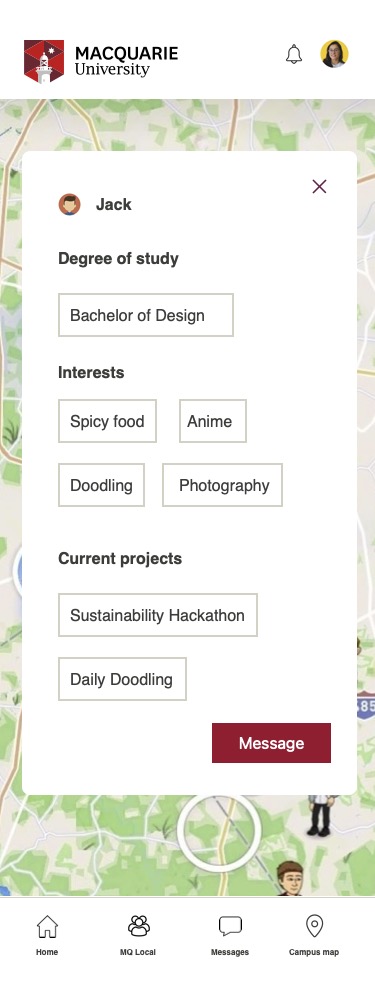 MACQUARIE
University
Jack
Degree of study
Bachelor of Design
Interests
Spicy food Anime
Doodling Photography
Current projects
Sustainability Hackathon
Daily Doodling
85
Message
Home MQ Local Messages Campus map